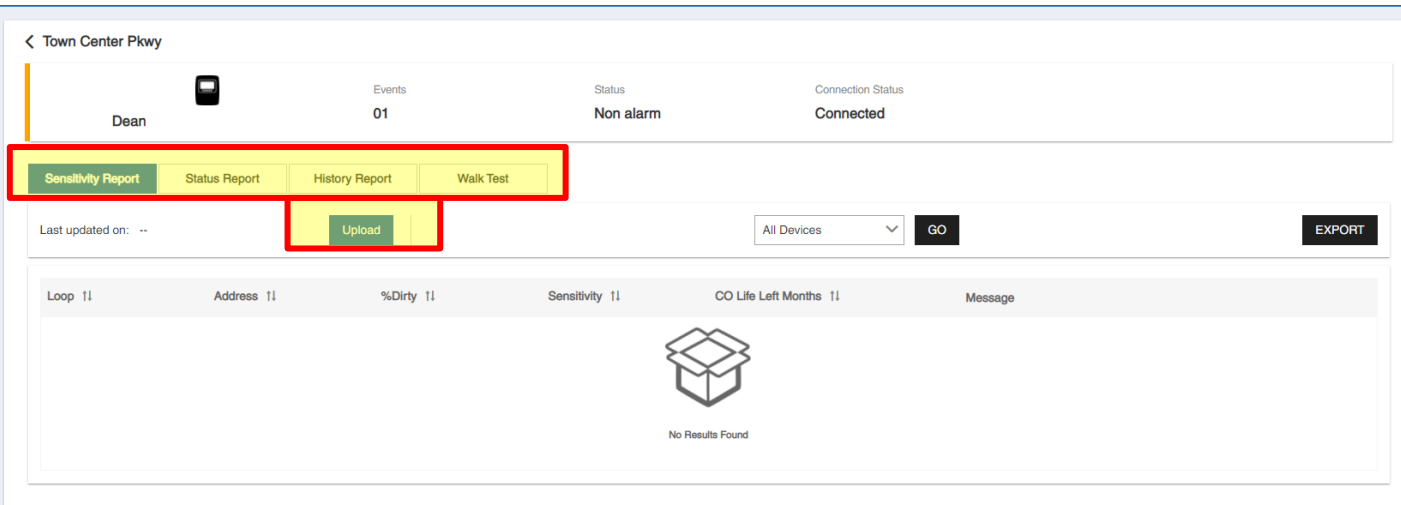 Town Center Pkwy
Dean
Events
01
Status
Non alarm
Connection Status
Connected
Sensitivity Report Status Report History Report Walk Test
Last updated on: -- Upload All Devices GO EXPORT
Loop Address %Dirty Sensitivity CO Life Left Months Message
No Results Found